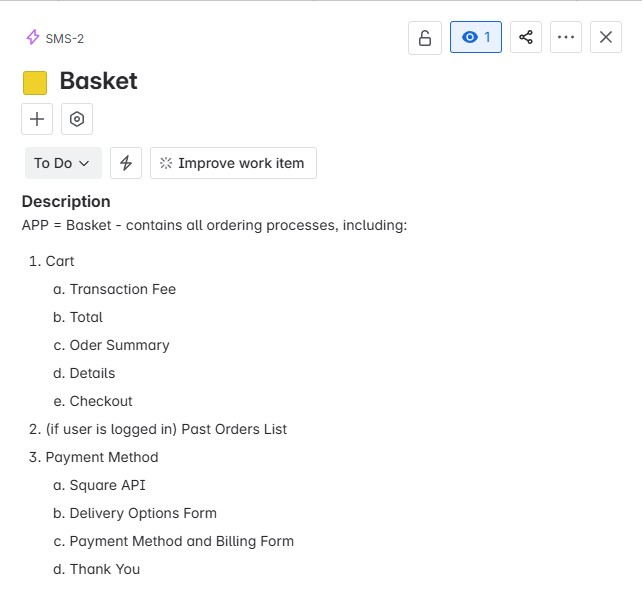 SMS-2
1
Basket
To Do
Improve work item
Description
APP = Basket - contains all ordering processes, including:
1. Cart
a. Transaction Fee
b. Total
c. Oder Summary
d. Details
e. Checkout
2. (if user is logged in) Past Orders List
3. Payment Method
a. Square API
b. Delivery Options Form
c. Payment Method and Billing Form
d. Thank You